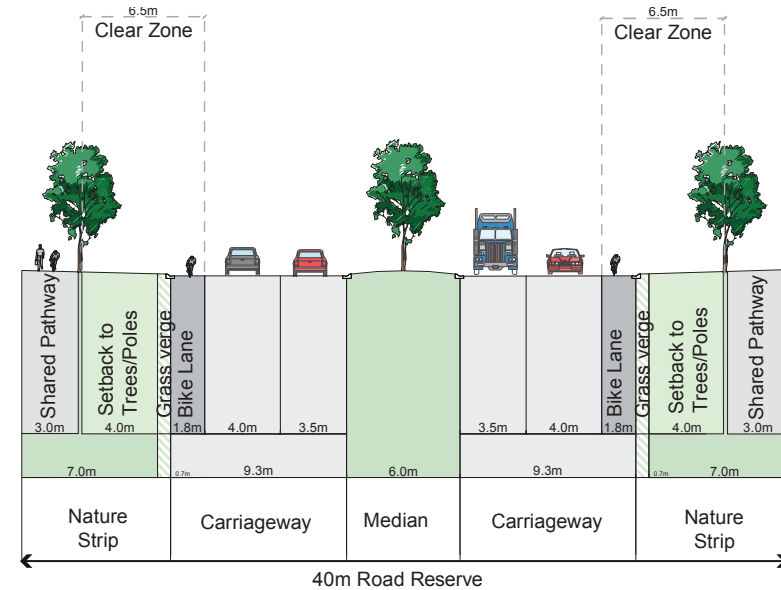 6.5m
Clear Zone
6.5m
Clear Zone
Shared Pathway
Setback to
Trees/Poles
Grass verge
Bike Lane
Bike Lane
Grass verge
Setback to
Trees/Poles
Shared Pathway
3.0m 4.0m 1.8m 4.0m 3.5m 3.5m 4.0m 1.8m 4.0m 3.0m
7.0m 0.7m 9.3m 6.0m 9.3m 0.7m 7.0m
Nature
Strip
Carriageway
Median
Carriageway
Nature
Strip
40m Road Reserve